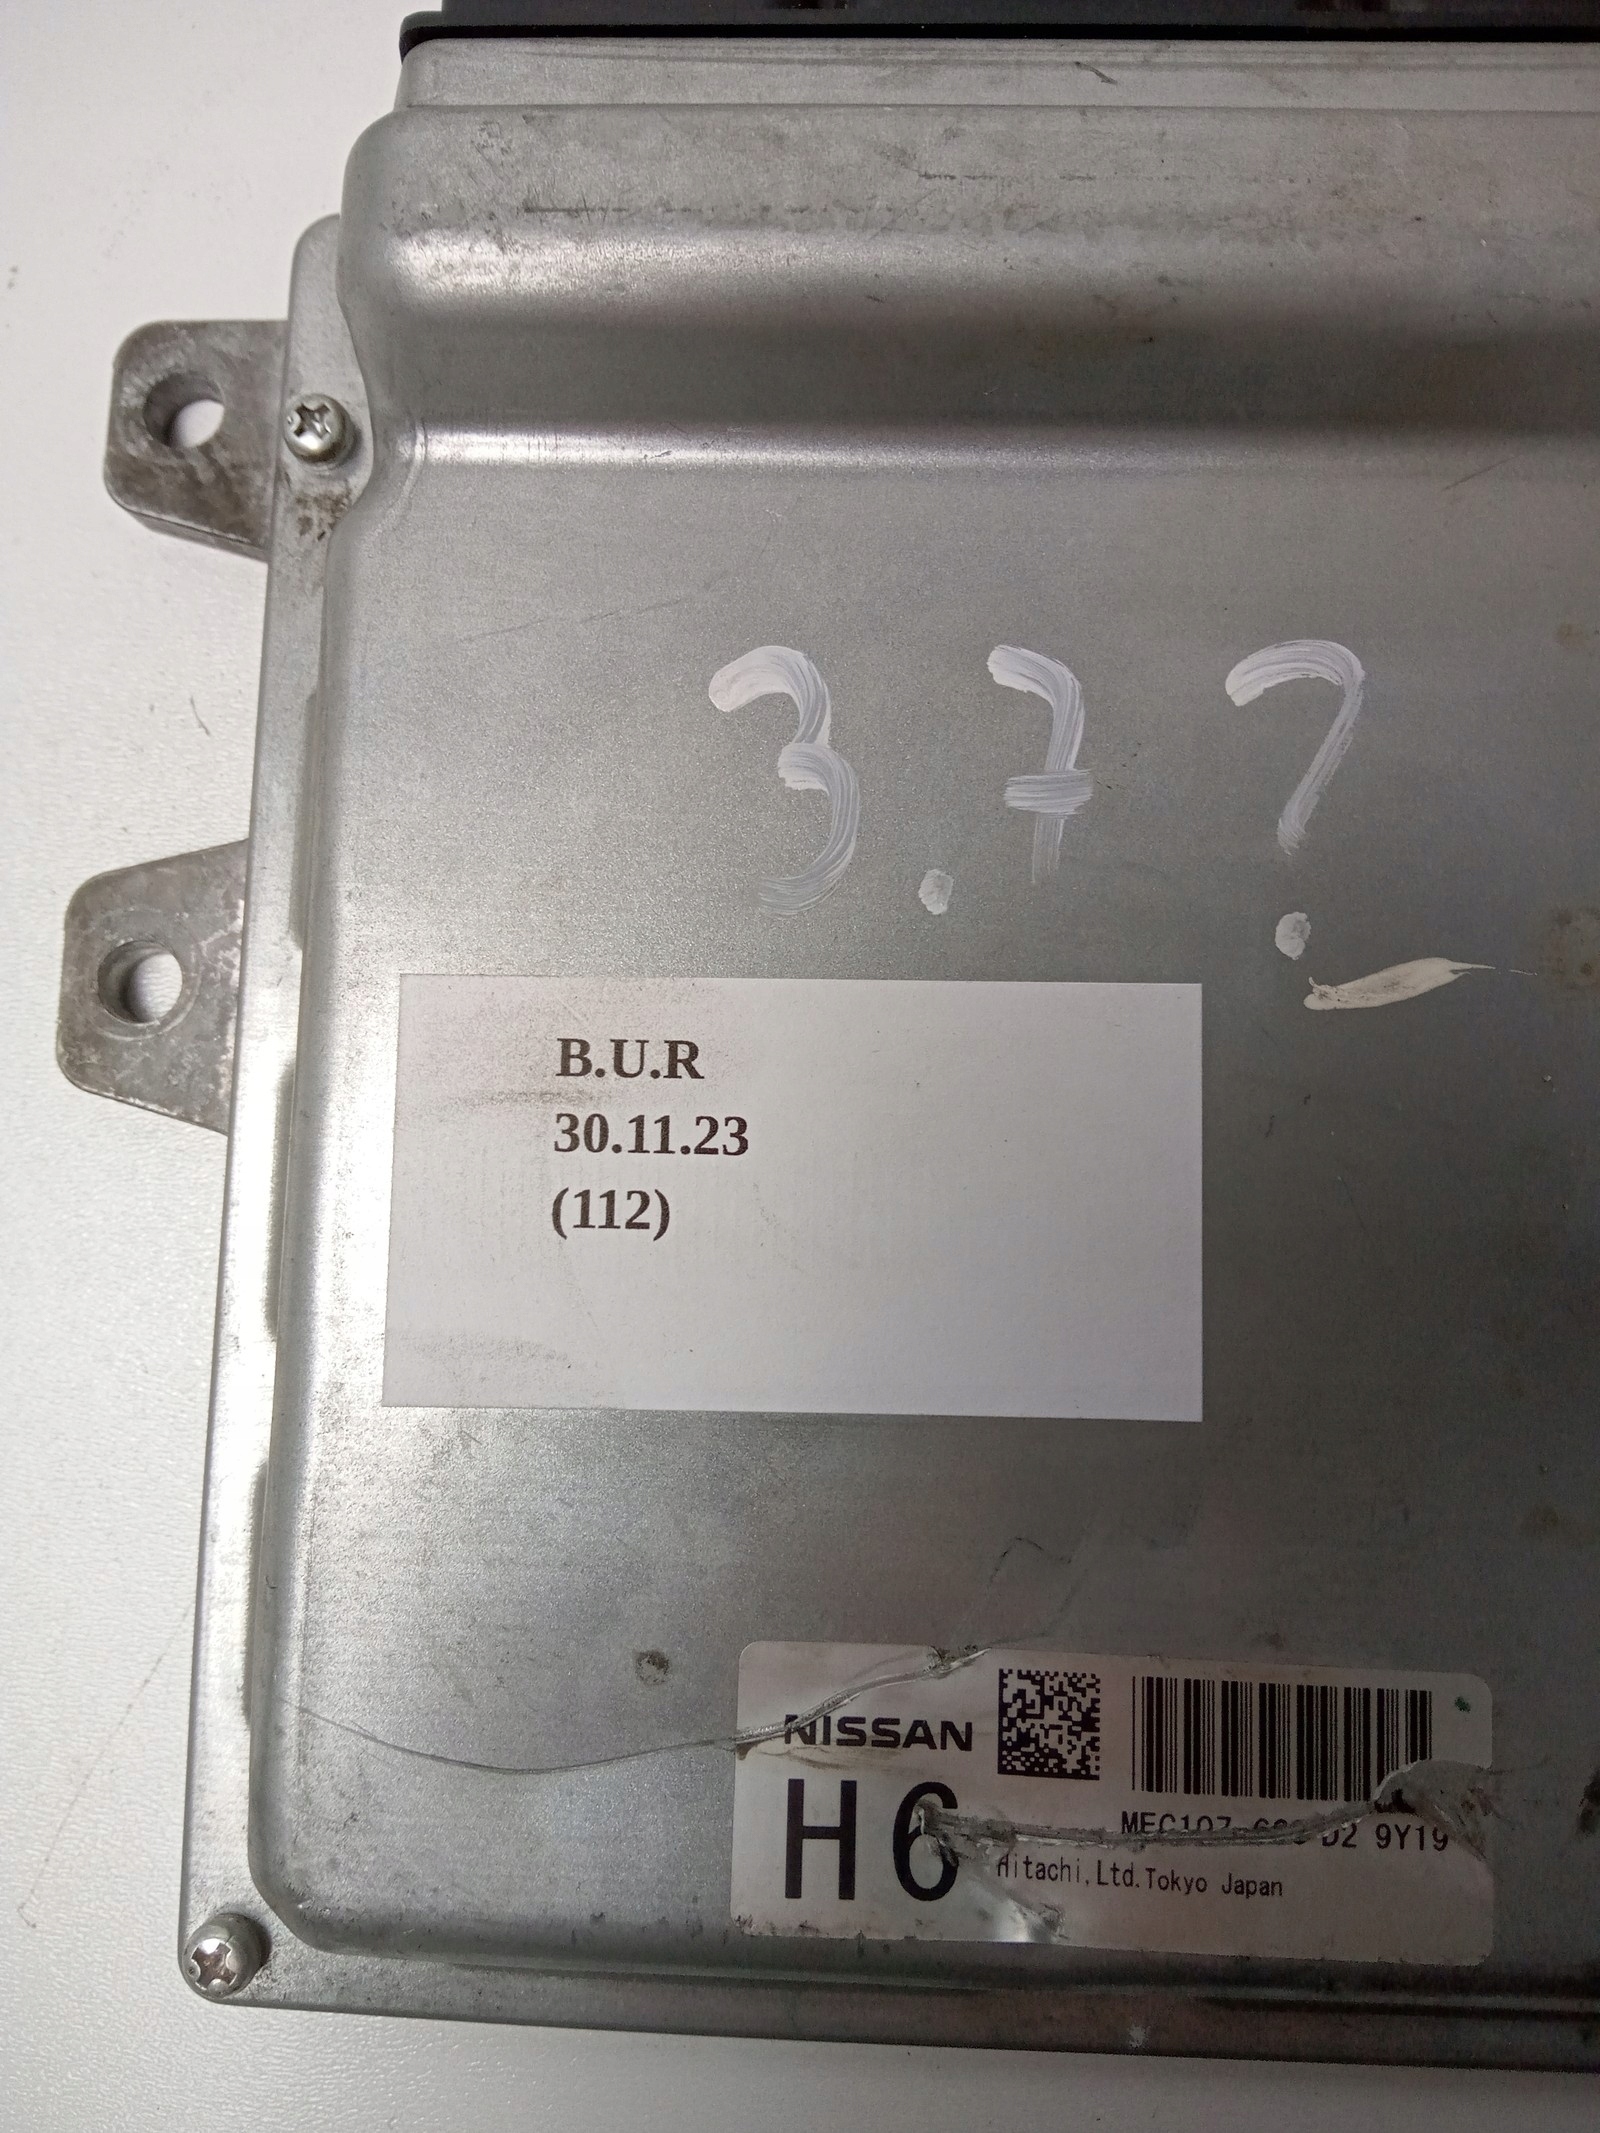 3.7?
B.U.R
30.11.23
(112)
NISSAN
H6
D2 9Y19
Hitachi,Ltd.Tokyo Japan